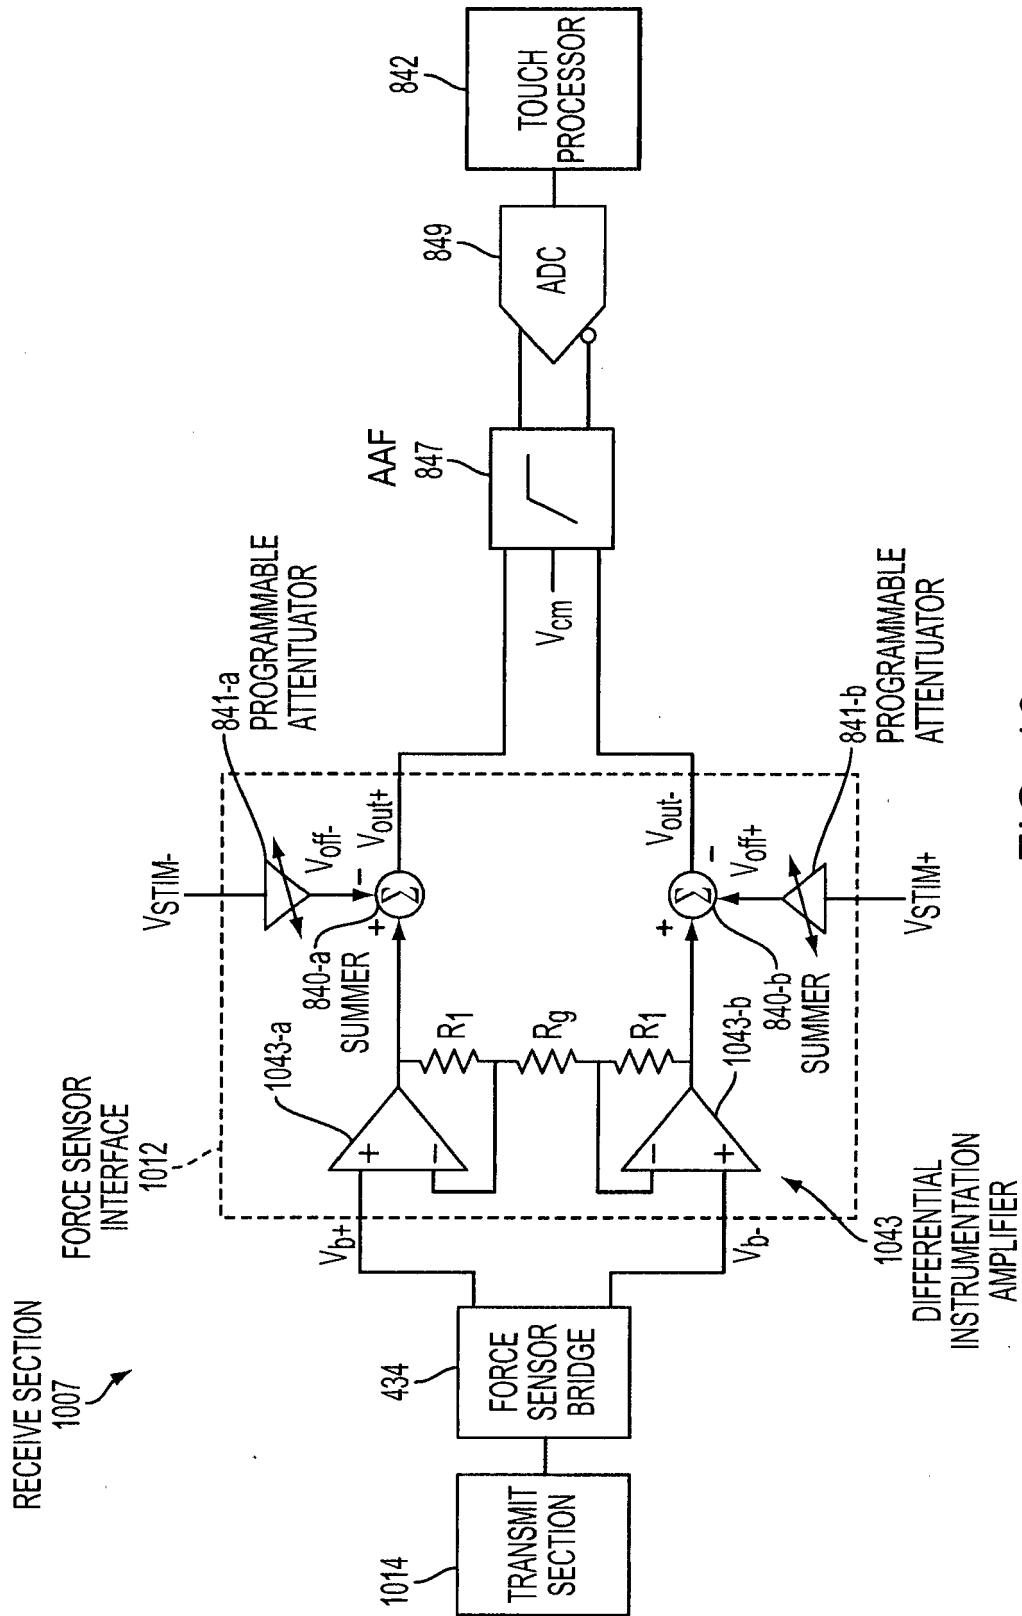 RECEIVE SECTION
1007
FORCE SENSOR
INTERFACE
1012
TRANSMIT
SECTION
1014
FORCE
SENSOR
BRIDGE
434
Vb+
Vb-
+
−
1043-a
−
+
1043-b
1043
DIFFERENTIAL
INSTRUMENTATION
AMPLIFIER
R1
Rg
R1
VSTIM-
841-a
PROGRAMMABLE
ATTENTUATOR
Voff-
−
+
Σ
840-a
SUMMER
Vout+
Vout-
−
+
Σ
840-b
SUMMER
Voff+
841-b
PROGRAMMABLE
ATTENTUATOR
VSTIM+
Vcm
AAF
847
ADC
849
TOUCH
PROCESSOR
842